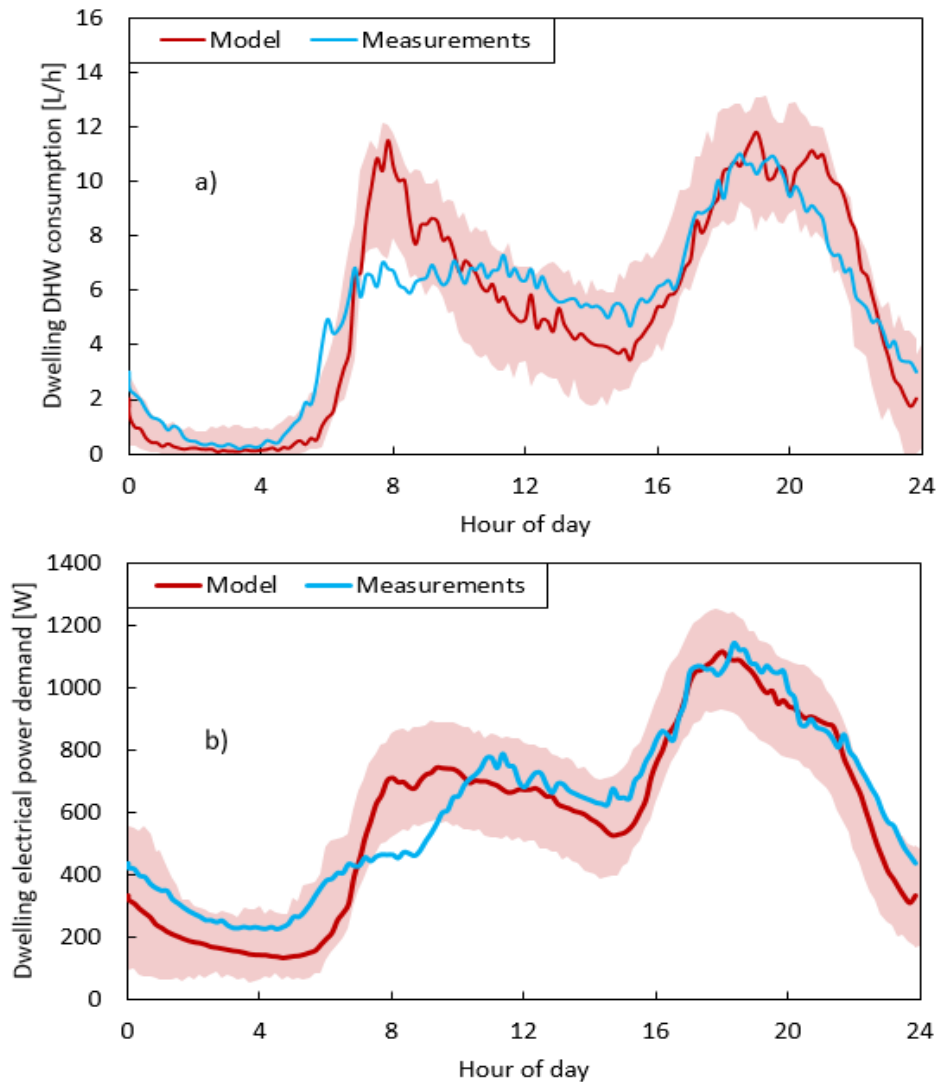 16
14
12
10
8
6
4
2
0
Dwelling DHW consumption [L/h]
Model Measurements
a)
0 4 8 12 16 20 24
Hour of day
1400
1200
1000
800
600
400
200
0
Dwelling electrical power demand [W]
Model Measurements
b)
0 4 8 12 16 20 24
Hour of day